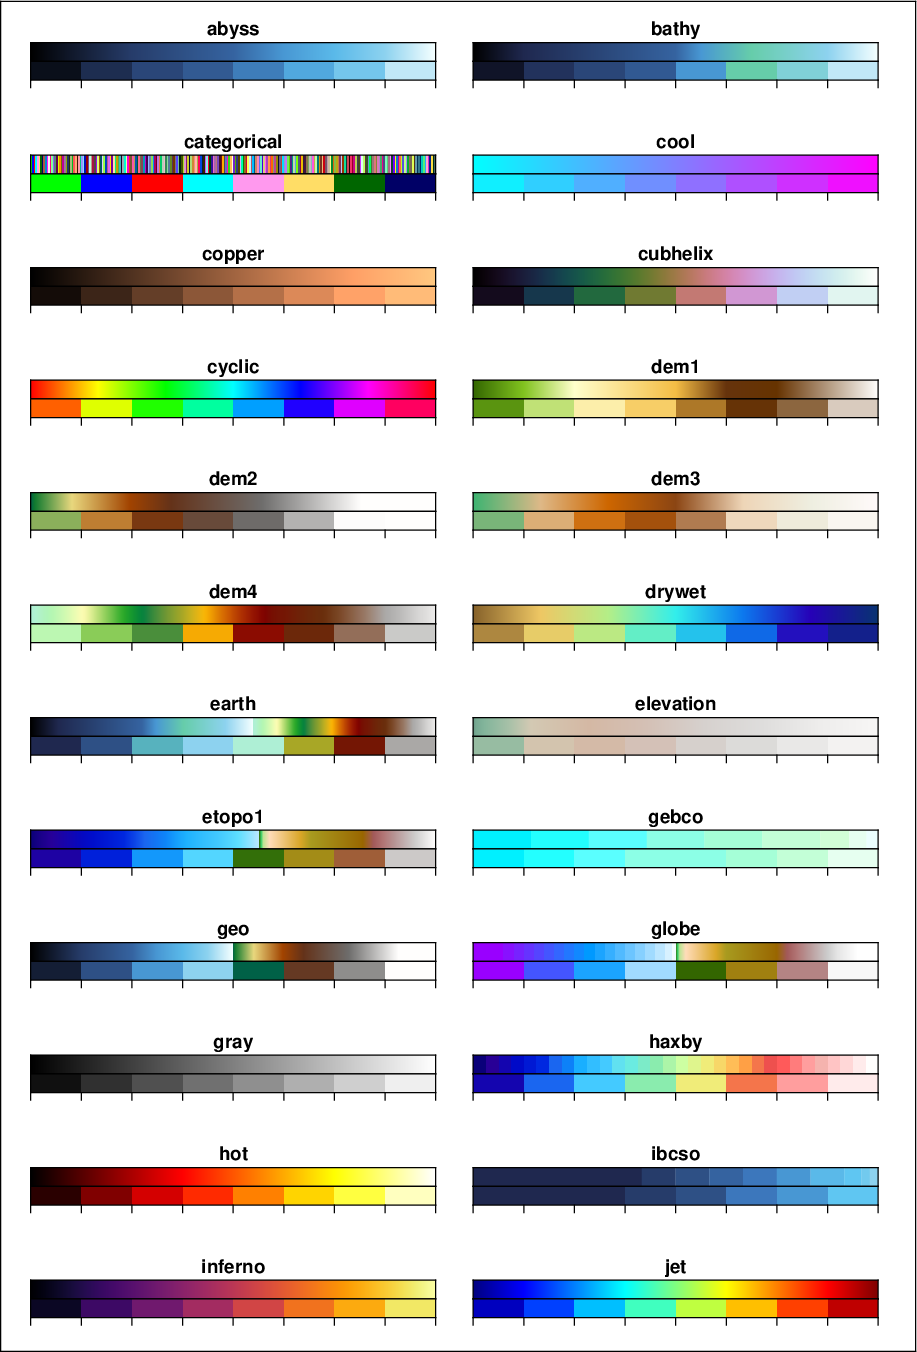 abyss
bathy
categorical
cool
copper
cubhelix
cyclic
dem1
dem2
dem3
dem4
drywet
earth
elevation
etopo1
gebco
geo
globe
gray
haxby
hot
ibcso
inferno
jet